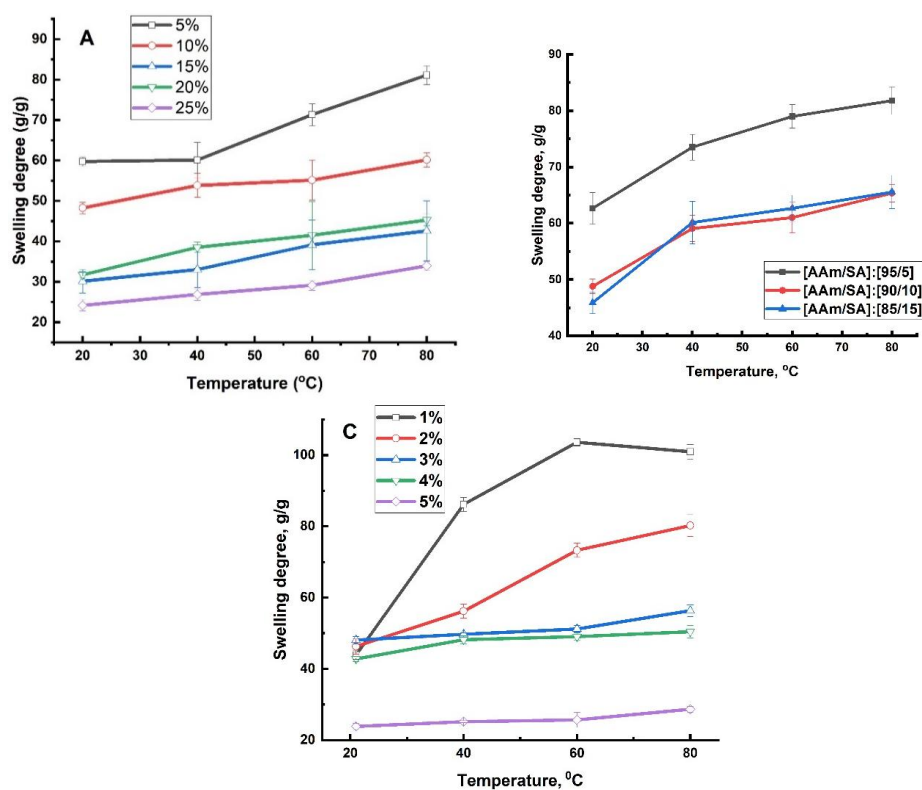 A
5%
10%
15%
20%
25%
Swelling degree (g/g)
90
80
70
60
50
40
30
20
20 30 40 50 60 70 80
Temperature (°C)
Swelling degree, g/g
90
80
70
60
50
40
[AAm/SA]:[95/5]
[AAm/SA]:[90/10]
[AAm/SA]:[85/15]
20 30 40 50 60 70 80
Temperature, °C
C
1%
2%
3%
4%
5%
Swelling degree, g/g
100
80
60
40
20
20 40 60 80
Temperature, ⁰C